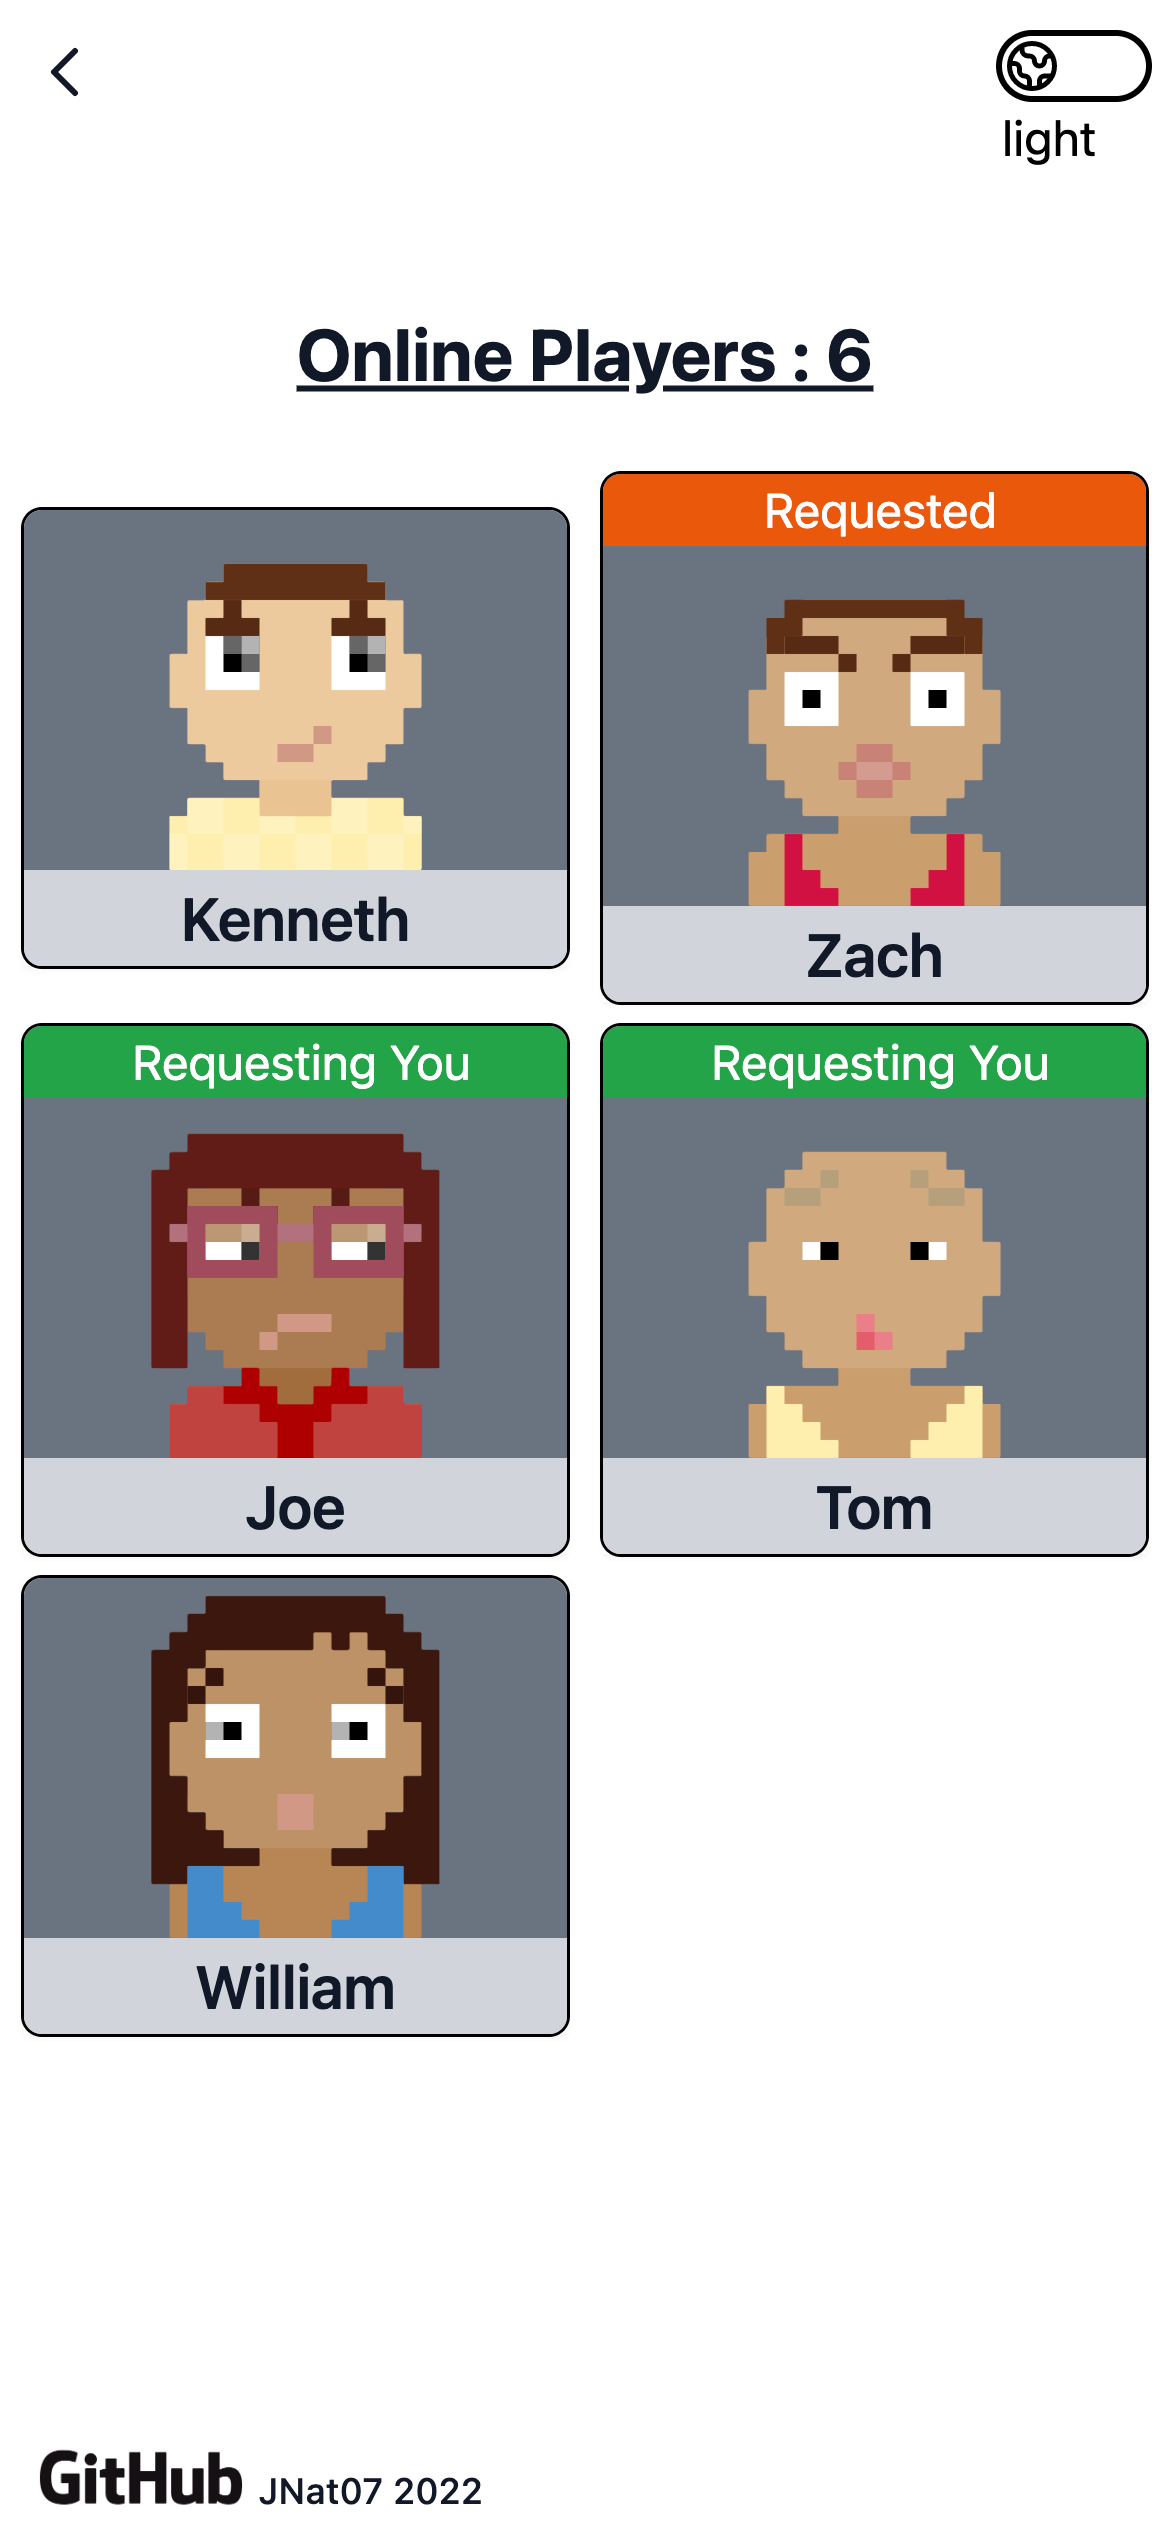 light
Online Players : 6
Kenneth
Requested
Zach
Requesting You
Joe
Requesting You
Tom
William
GitHub JNat07 2022